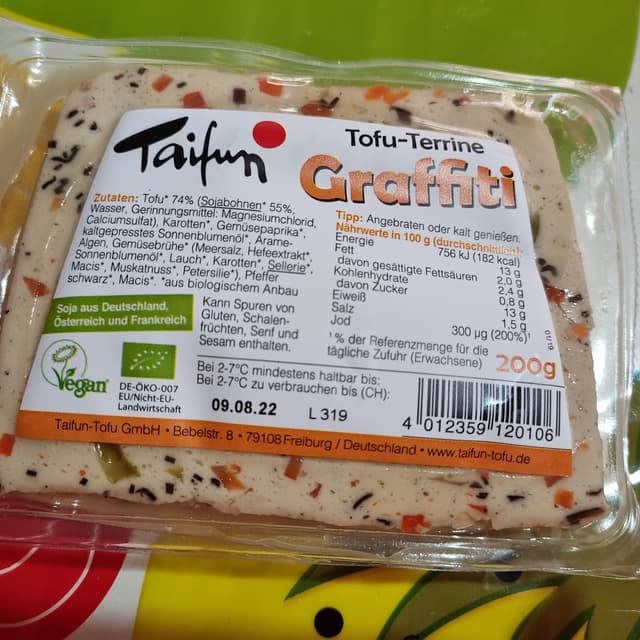 Taifun
Tofu-Terrine
Graffiti
Zutaten: Tofu* 74% (Sojabohnen* 55%,
Wasser, Gerinnungsmittel: Magnesiumchlorid,
Calciumsulfat), Karotten*, Gemüsepaprika*,
kaltgepresstes Sonnenblumenöl*, Arame-
Algen, Gemüsebrühe* (Meersalz, Hefeextrakt*,
Sonnenblumenöl*, Lauch*, Karotten*, Sellerie*,
Macis*, Muskatnuss*, Petersilie*), Pfeffer
schwarz*, Macis*. *aus biologischem Anbau
Tipp: Angebraten oder kalt genießen.
Nährwerte in 100 g (durchschnittlich):
Energie 756 kJ (182 kcal)
Fett 13 g
davon gesättigte Fettsäuren 2,0 g
Kohlenhydrate 2,4 g
davon Zucker 0,8 g
Eiweiß 13 g
Salz 1,5 g
Jod 300 µg (200%)¹
¹ % der Referenzmenge für die
tägliche Zufuhr (Erwachsene)
200g
Soja aus Deutschland,
Österreich und Frankreich
Kann Spuren von
Gluten, Schalen-
früchten, Senf und
Sesam enthalten.
Vegan
DE-ÖKO-007
EU/Nicht-EU-
Landwirtschaft
Bei 2-7°C mindestens haltbar bis:
Bei 2-7°C zu verbrauchen bis (CH):
09.08.22 L 319
4 012359 120106
Taifun-Tofu GmbH • Bebelstr. 8 • 79108 Freiburg / Deutschland • www.taifun-tofu.de